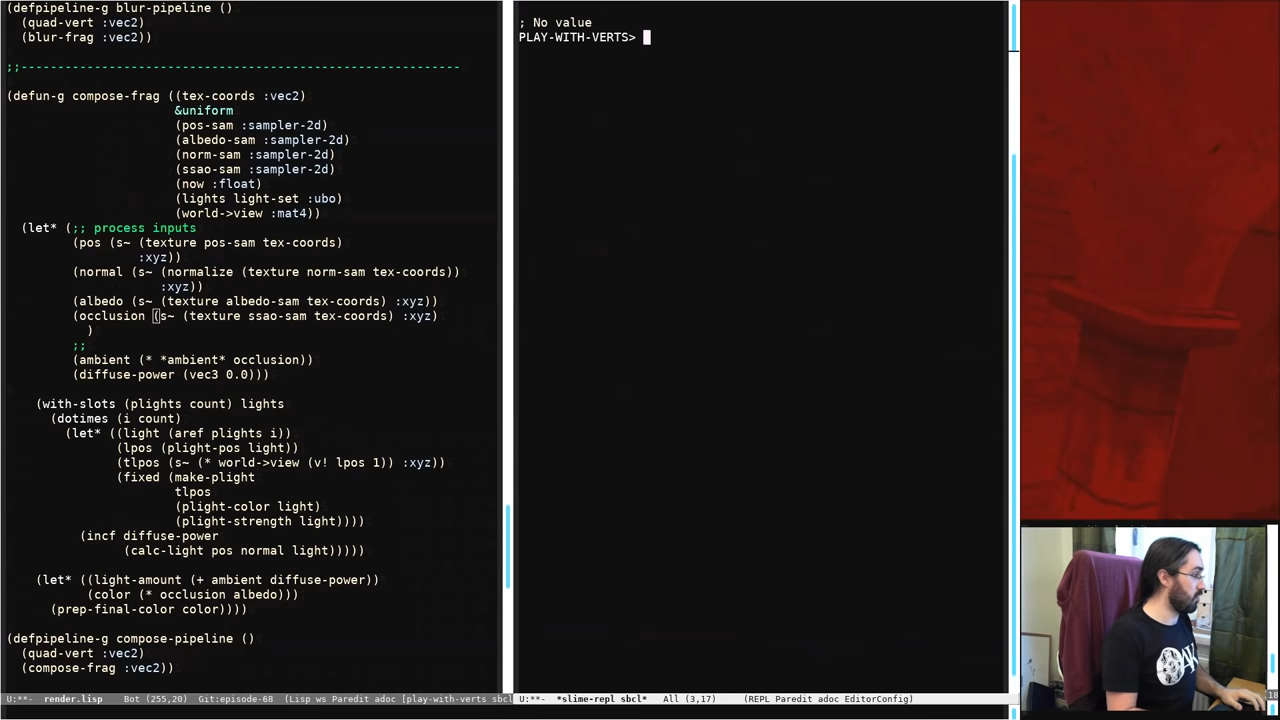 (defpipeline-g blur-pipeline ()
  (quad-vert :vec2)
  (blur-frag :vec2))
;;------------------------------------------------------------
(defun-g compose-frag ((tex-coords :vec2)
                       &uniform
                       (pos-sam :sampler-2d)
                       (albedo-sam :sampler-2d)
                       (norm-sam :sampler-2d)
                       (ssao-sam :sampler-2d)
                       (now :float)
                       (lights light-set :ubo)
                       (world->view :mat4))
  (let* (;; process inputs
         (pos (s~ (texture pos-sam tex-coords)
                  :xyz))
         (normal (s~ (normalize (texture norm-sam tex-coords))
                     :xyz))
         (albedo (s~ (texture albedo-sam tex-coords) :xyz))
         (occlusion (s~ (texture ssao-sam tex-coords) :xyz)
           )
         ;;
         (ambient (* *ambient* occlusion))
         (diffuse-power (vec3 0.0)))
    (with-slots (plights count) lights
      (dotimes (i count)
        (let* ((light (aref plights i))
               (lpos (plight-pos light))
               (tlpos (s~ (* world->view (v! lpos 1)) :xyz))
               (fixed (make-plight
                       tlpos
                       (plight-color light)
                       (plight-strength light))))
          (incf diffuse-power
                (calc-light pos normal light)))))
    (let* ((light-amount (+ ambient diffuse-power))
           (color (* occlusion albedo)))
      (prep-final-color color))))
(defpipeline-g compose-pipeline ()
  (quad-vert :vec2)
  (compose-frag :vec2))
U:**-  render.lisp    Bot (255,20)  Git:episode-68  (Lisp ws Paredit adoc [play-with-verts sbcl
; No value
PLAY-WITH-VERTS>
U:**-  *slime-repl sbcl*   All (3,17)     (REPL Paredit adoc EditorConfig)
18